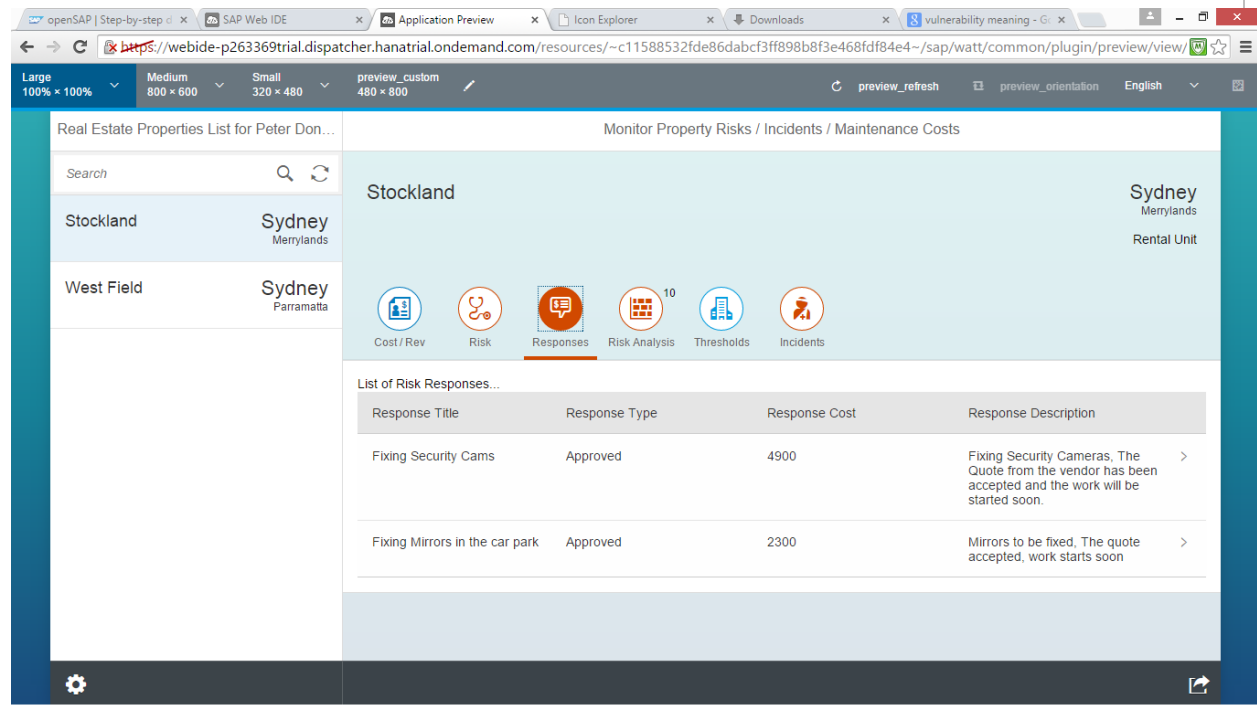 openSAP | Step-by-step d
SAP Web IDE
Application Preview
Icon Explorer
Downloads
vulnerability meaning - G
https://webide-p263369trial.dispatcher.hanatrial.ondemand.com/resources/~c11588532fde86dabcf3ff898b8f3e468fdf84e4~/sap/watt/common/plugin/preview/view/
Large
100% × 100%
Medium
800 × 600
Small
320 × 480
preview_custom
480 × 800
preview_refresh
preview_orientation
English
Real Estate Properties List for Peter Don...
Monitor Property Risks / Incidents / Maintenance Costs
Search
Stockland
Sydney
Merrylands
West Field
Sydney
Parramatta
Stockland
Sydney
Merrylands
Rental Unit
10
Cost / Rev
Risk
Responses
Risk Analysis
Thresholds
Incidents
List of Risk Responses...
Response Title
Response Type
Response Cost
Response Description
Fixing Security Cams
Approved
4900
Fixing Security Cameras, The
Quote from the vendor has been
accepted and the work will be
started soon.
Fixing Mirrors in the car park
Approved
2300
Mirrors to be fixed, The quote
accepted, work starts soon